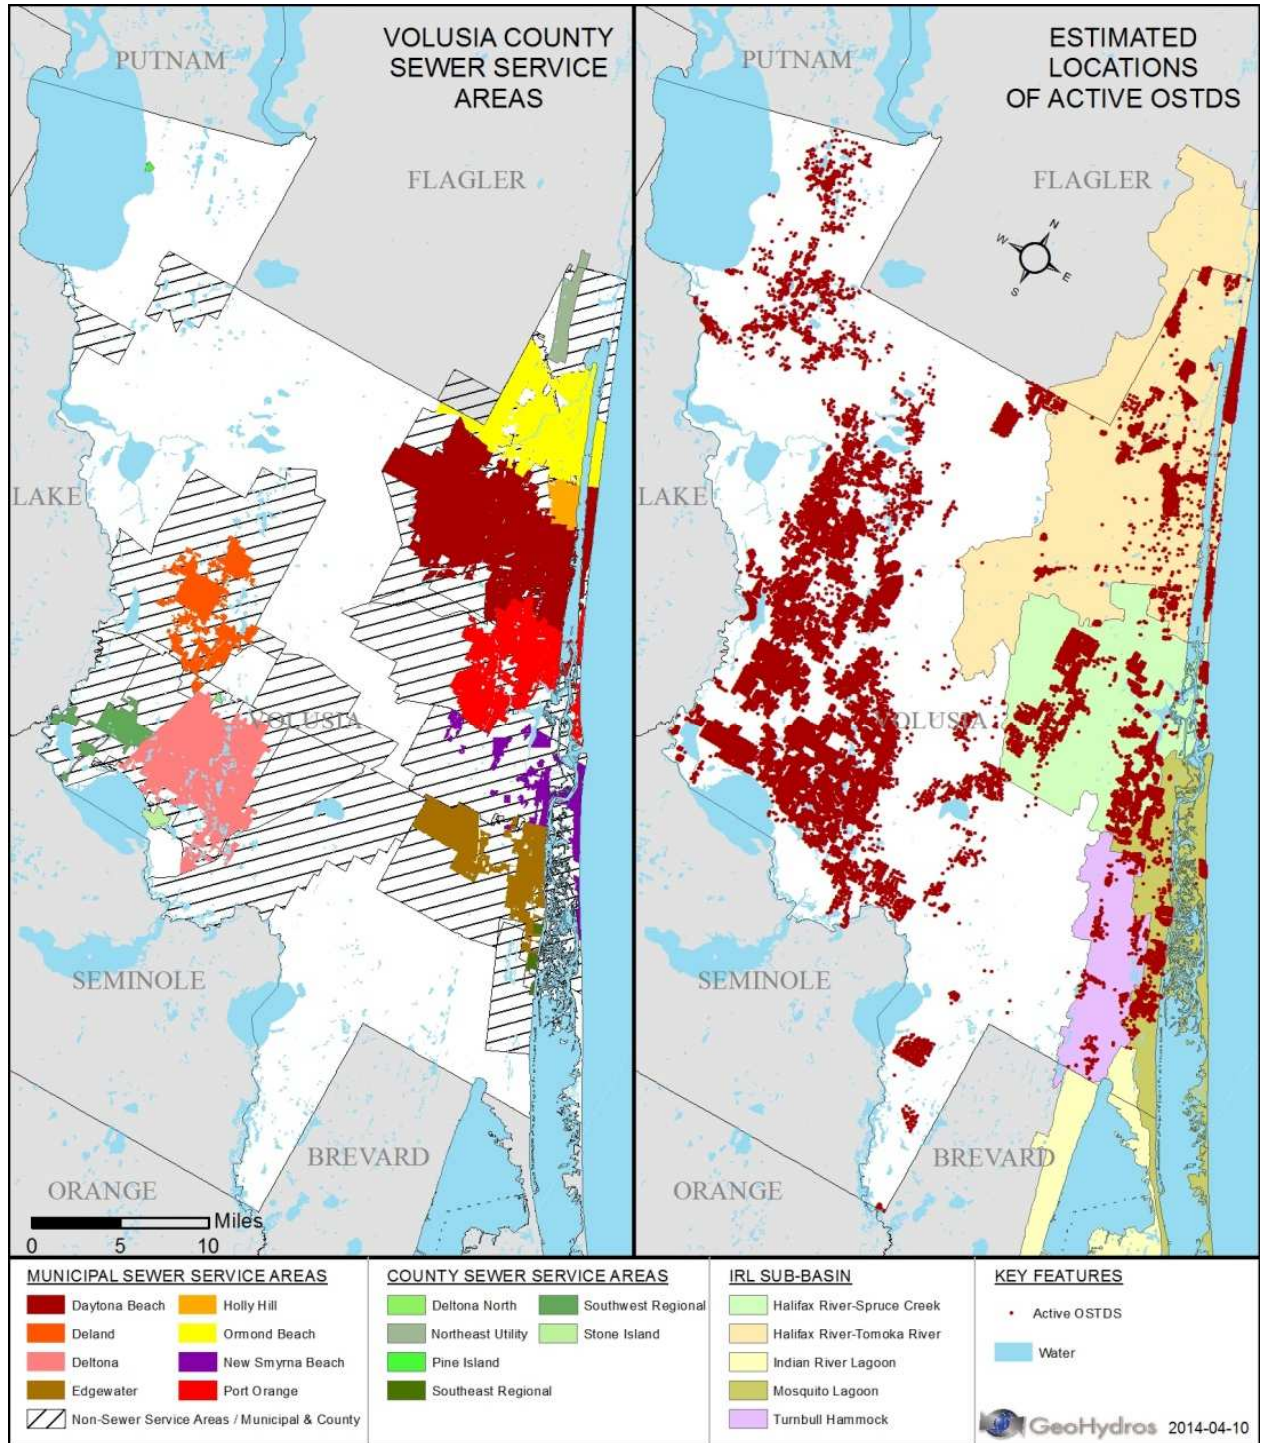 VOLUSIA COUNTY
SEWER SERVICE
AREAS
PUTNAM
FLAGLER
LAKE
VOLUSIA
SEMINOLE
BREVARD
ORANGE
Miles
0 5 10
ESTIMATED
LOCATIONS
OF ACTIVE OSTDS
PUTNAM
FLAGLER
N
W
E
S
LAKE
VOLUSIA
SEMINOLE
BREVARD
ORANGE
MUNICIPAL SEWER SERVICE AREAS
Daytona Beach
Deland
Deltona
Edgewater
Holly Hill
Ormond Beach
New Smyrna Beach
Port Orange
Non-Sewer Service Areas / Municipal & County
COUNTY SEWER SERVICE AREAS
Deltona North
Northeast Utility
Pine Island
Southeast Regional
Southwest Regional
Stone Island
IRL SUB-BASIN
Halifax River-Spruce Creek
Halifax River-Tomoka River
Indian River Lagoon
Mosquito Lagoon
Turnbull Hammock
KEY FEATURES
Active OSTDS
Water
GeoHydros 2014-04-10